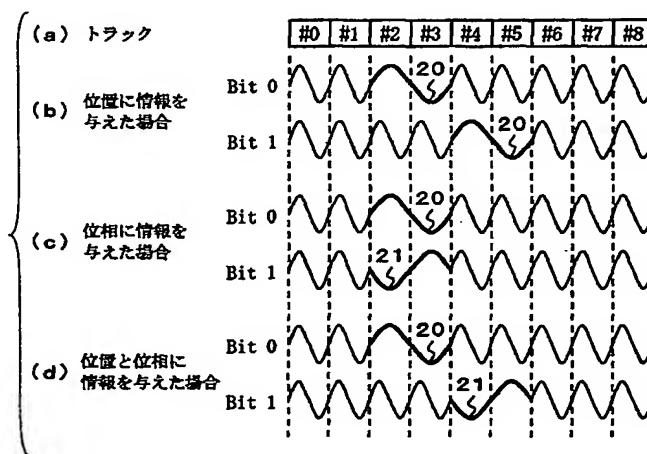 (a) トラック #0 #1 #2 #3 #4 #5 #6 #7 #8
20
Bit 0
(b) 位置に情報を
与えた場合
20
Bit 1
20
Bit 0
(c) 位相に情報を
与えた場合
21
Bit 1
20
Bit 0
(d) 位置と位相に
情報を与えた場合
21
Bit 1